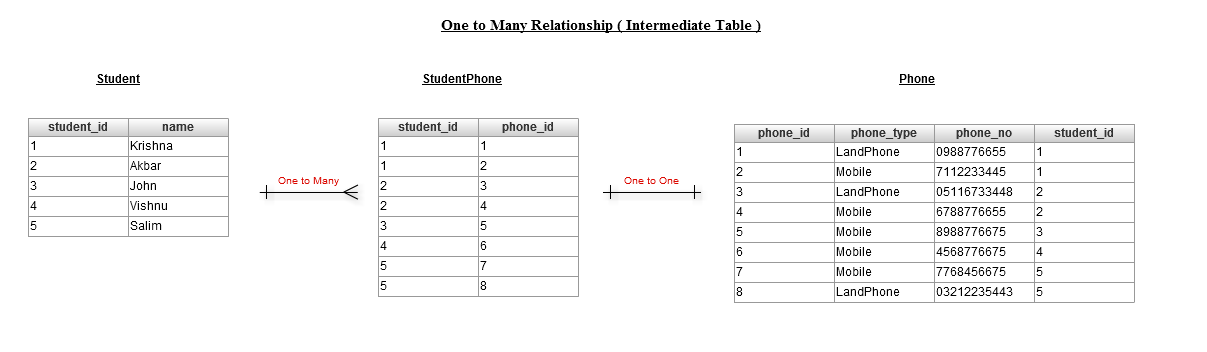 One to Many Relationship ( Intermediate Table )
Student
student_id name
1 Krishna
2 Akbar
3 John
4 Vishnu
5 Salim
One to Many
StudentPhone
student_id phone_id
1 1
1 2
2 3
2 4
3 5
4 6
5 7
5 8
One to One
Phone
phone_id phone_type phone_no student_id
1 LandPhone 0988776655 1
2 Mobile 7112233445 1
3 LandPhone 05116733448 2
4 Mobile 6788776655 2
5 Mobile 8988776675 3
6 Mobile 4568776675 4
7 Mobile 7768456675 5
8 LandPhone 03212235443 5